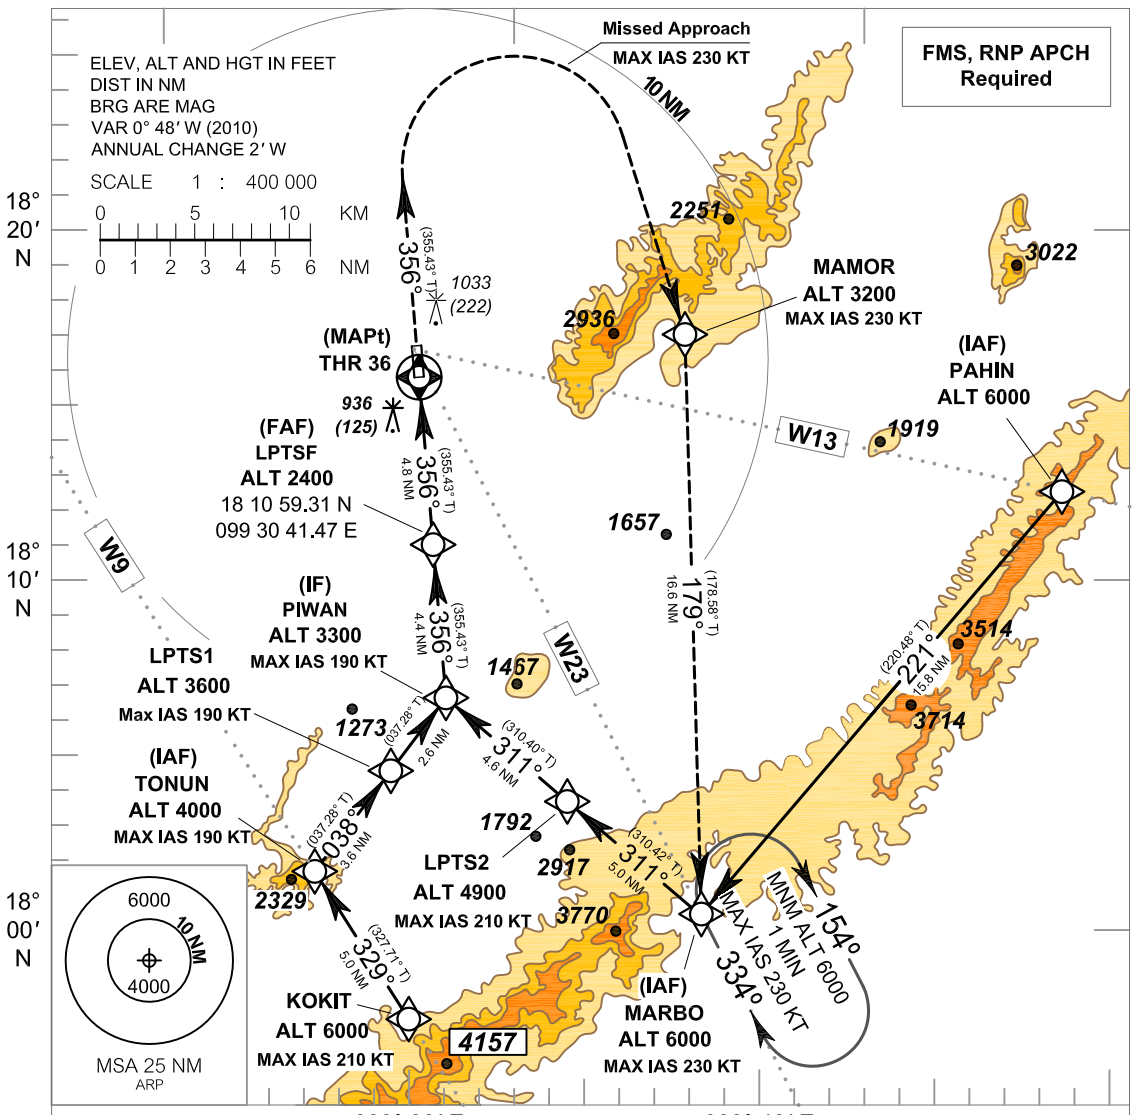 ELEV, ALT AND HGT IN FEET
DIST IN NM
BRG ARE MAG
VAR 0° 48′ W (2010)
ANNUAL CHANGE 2′ W
SCALE 1 : 400 000
0 5 10 KM
0 1 2 3 4 5 6 NM
Missed Approach
MAX IAS 230 KT
FMS, RNP APCH
Required
10 NM
18°
20′
N
2251
3022
356°
(355.43° T)
1033
(222)
MAMOR
ALT 3200
MAX IAS 230 KT
2936
(MAPt)
THR 36
(IAF)
PAHIN
ALT 6000
936
(125)
W13
1919
(FAF)
LPTSF
ALT 2400
18 10 59.31 N
099 30 41.47 E
(355.43° T)
356°
4.8 NM
1657
W9
18°
10′
N
(IF)
PIWAN
ALT 3300
MAX IAS 190 KT
(355.43° T)
356°
4.4 NM
(178.58° T)
179°
16.6 NM
W23
(220.48° T)
221°
15.8 NM
3514
3714
LPTS1
ALT 3600
Max IAS 190 KT
1467
1273
(037.28° T)
2.6 NM
(310.40° T)
311°
4.6 NM
(IAF)
TONUN
ALT 4000
MAX IAS 190 KT
(037.28° T)
038°
3.6 NM
1792
2917
LPTS2
ALT 4900
MAX IAS 210 KT
(310.42° T)
311°
5.0 NM
2329
3770
18°
00′
N
6000
10 NM
4000
MSA 25 NM
ARP
(327.71° T)
329°
5.0 NM
KOKIT
ALT 6000
MAX IAS 210 KT
4157
(IAF)
MARBO
ALT 6000
MAX IAS 230 KT
154°
MNM ALT 6000
1 MIN
MAX IAS 230 KT
334°